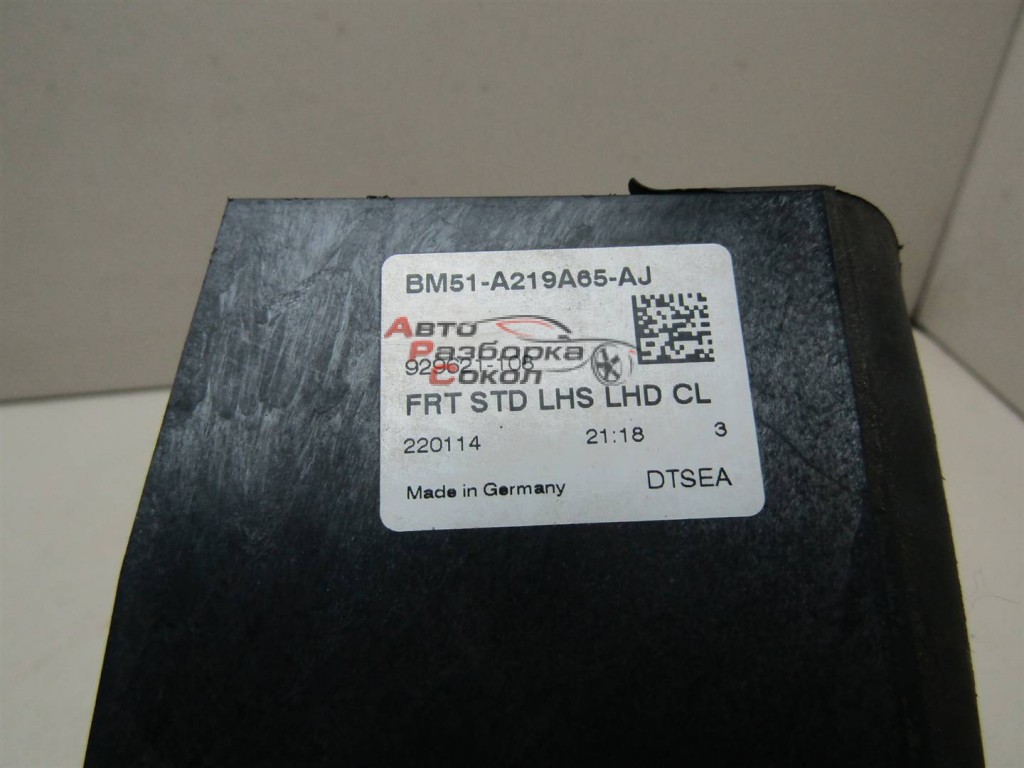 BM51-A219A65-AJ
Авто
Разборка
929621-108
Сокол
FRT STD LHS LHD CL
220114 21:18 3
Made in Germany DTSEA